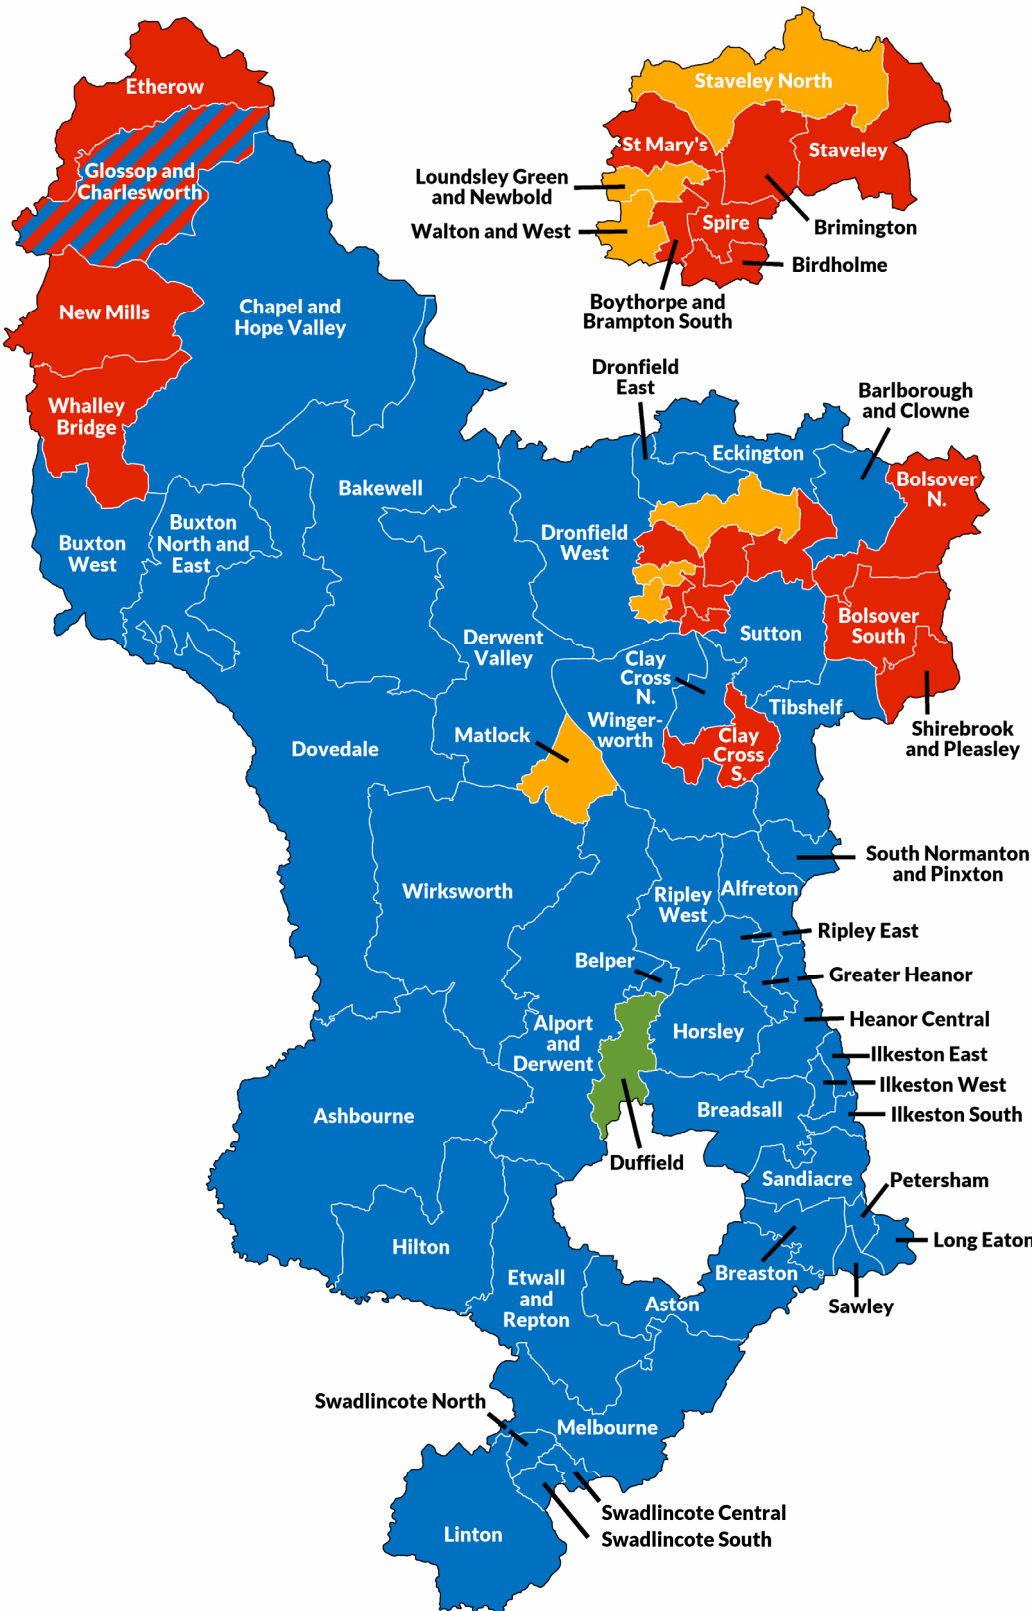 Etherow
Glossop and
Charlesworth
New Mills
Whalley
Bridge
Chapel and
Hope Valley
Buxton
West
Buxton
North and
East
Bakewell
Dovedale
Derwent
Valley
Dronfield
West
Staveley North
St Mary's
Staveley
Loundsley Green
and Newbold
Walton and West
Spire
Brimington
Birdholme
Boythorpe and
Brampton South
Dronfield
East
Eckington
Barlborough
and Clowne
Bolsover
N.
Bolsover
South
Sutton
Clay
Cross
N.
Winger-
worth
Tibshelf
Clay
Cross
S.
Shirebrook
and Pleasley
Matlock
Wirksworth
Ripley
West
Alfreton
South Normanton
and Pinxton
Ripley East
Belper
Greater Heanor
Heanor Central
Alport
and
Derwent
Horsley
Ilkeston East
Ilkeston West
Ilkeston South
Breadsall
Ashbourne
Duffield
Sandiacre
Petersham
Long Eaton
Hilton
Breaston
Sawley
Etwall
and
Repton
Aston
Swadlincote North
Melbourne
Swadlincote Central
Swadlincote South
Linton